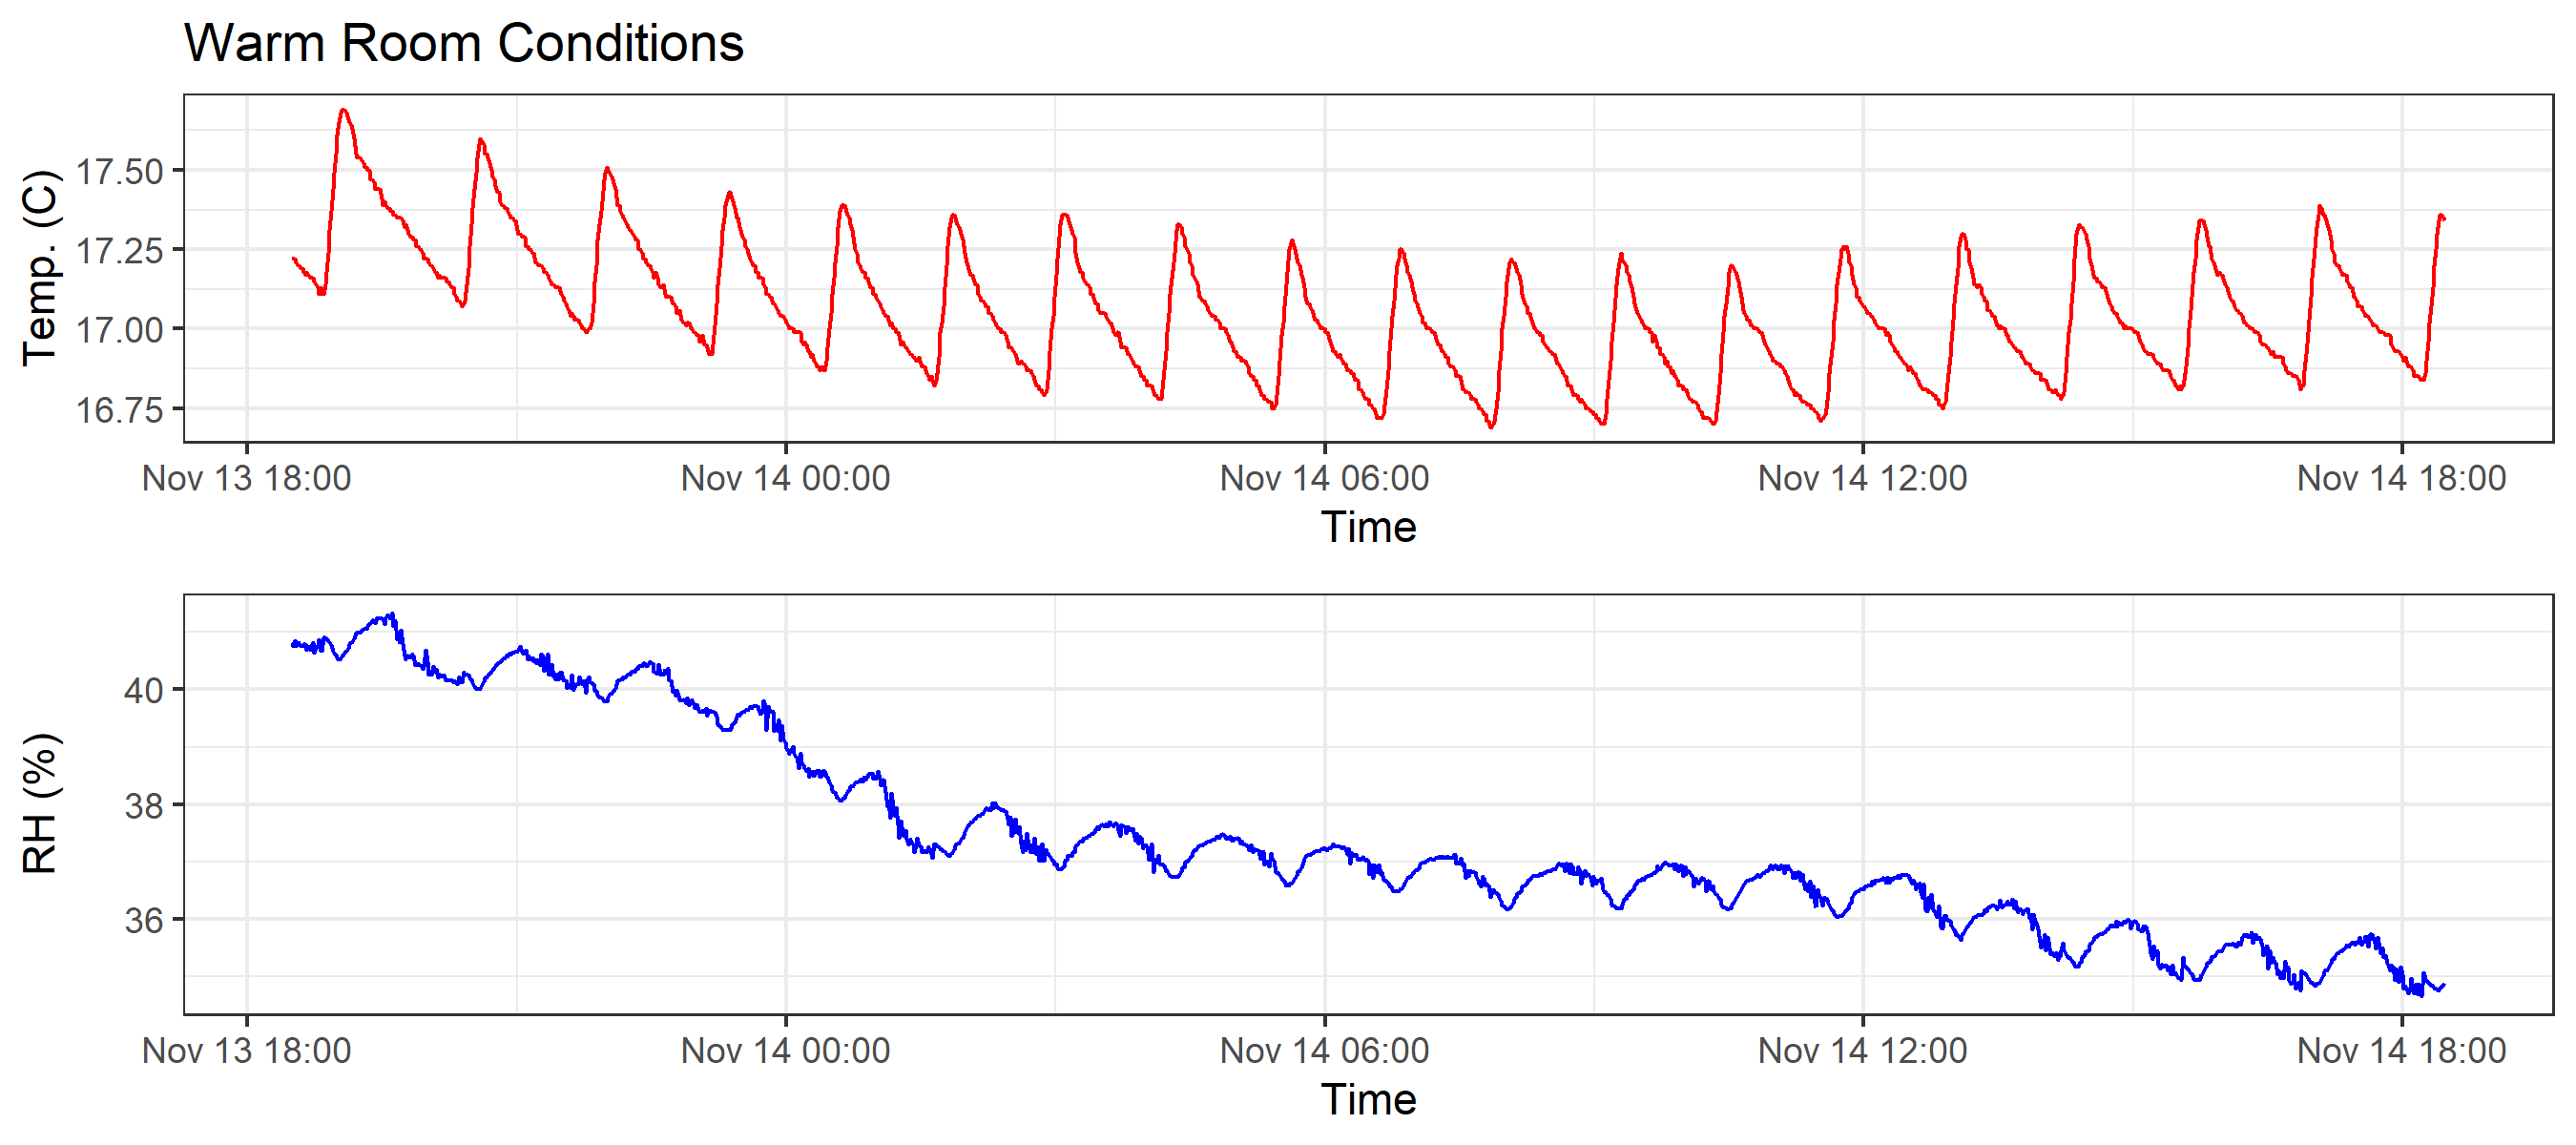 Warm Room Conditions
Temp. (C)
17.50
17.25
17.00
16.75
Nov 13 18:00 Nov 14 00:00 Nov 14 06:00 Nov 14 12:00 Nov 14 18:00
Time
RH (%)
40
38
36
Nov 13 18:00 Nov 14 00:00 Nov 14 06:00 Nov 14 12:00 Nov 14 18:00
Time